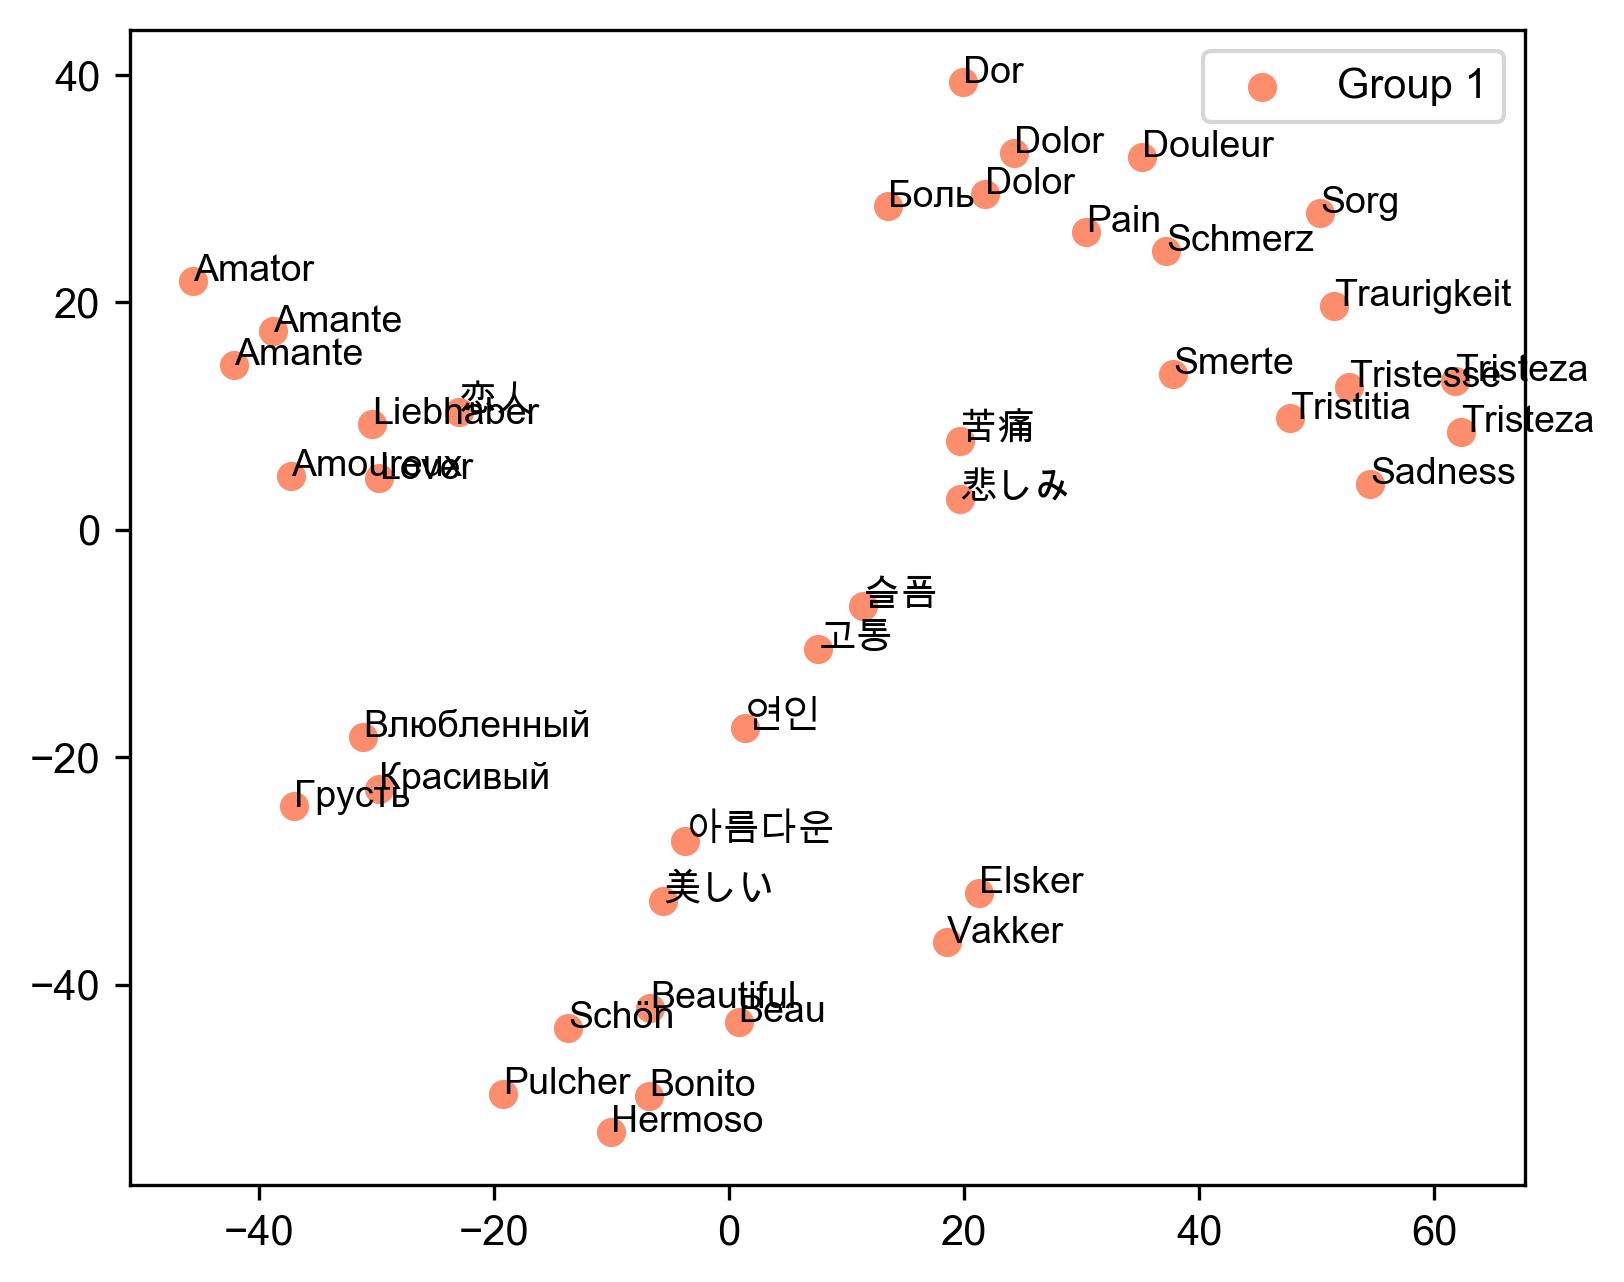 Group 1
Dor
Dolor
Douleur
Dolor
Боль
Sorg
Pain
Schmerz
Amator
Traurigkeit
Amante
Amante
Smerte
Tristesse
Tristeza
恋人
Liebhaber
Tristitia
Tristeza
苦痛
Amoureux
Lover
Sadness
悲しみ
슬픔
고통
연인
Влюбленный
Красивый
Грусть
아름다운
美しい
Elsker
Vakker
Beautiful
Beau
Schön
Pulcher
Bonito
Hermoso
40
20
0
−20
−40
−40
−20
0
20
40
60